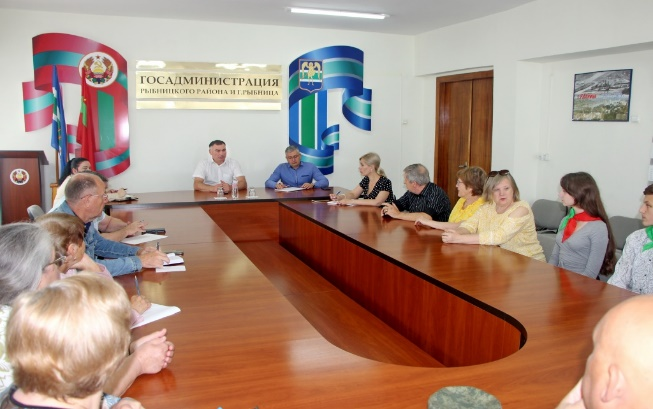 ГОСАДМИНИСТРАЦИЯ
РЫБНИЦКОГО РАЙОНА И Г.РЫБНИЦА